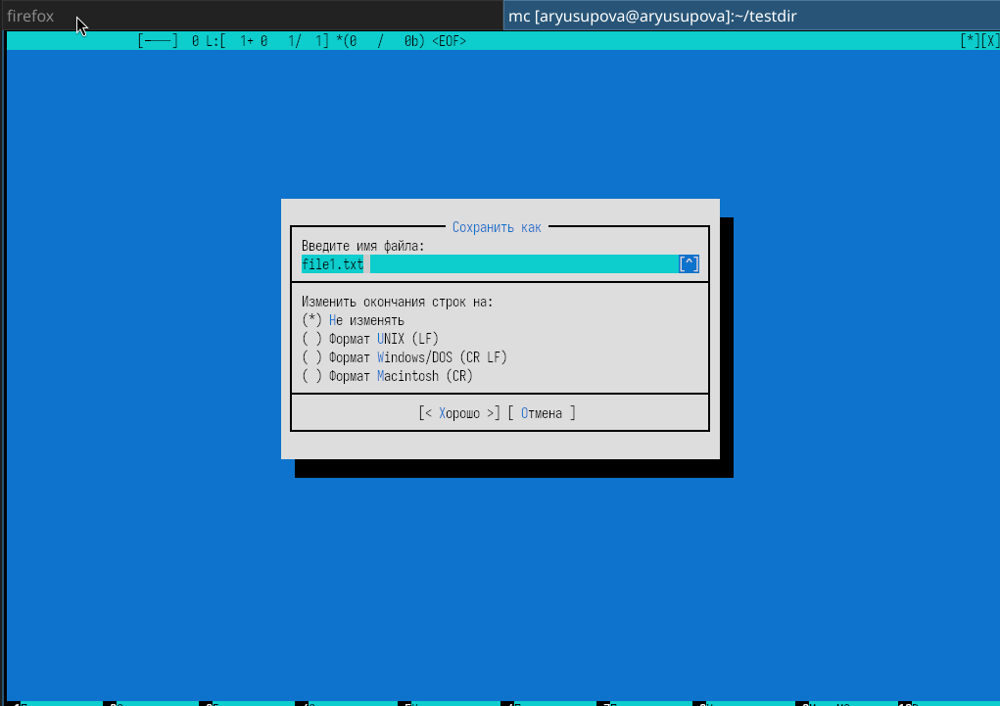 firefox
mc [aryusupova@aryusupova]:~/testdir
[----] 0 L:[ 1+ 0 1/ 1] *(0 / 0b) <EOF>
[*][X]
Сохранить как
Введите имя файла:
file1.txt
[^]
Изменить окончания строк на:
(*) Не изменять
( ) Формат UNIX (LF)
( ) Формат Windows/DOS (CR LF)
( ) Формат Macintosh (CR)
[< Хорошо >] [ Отмена ]